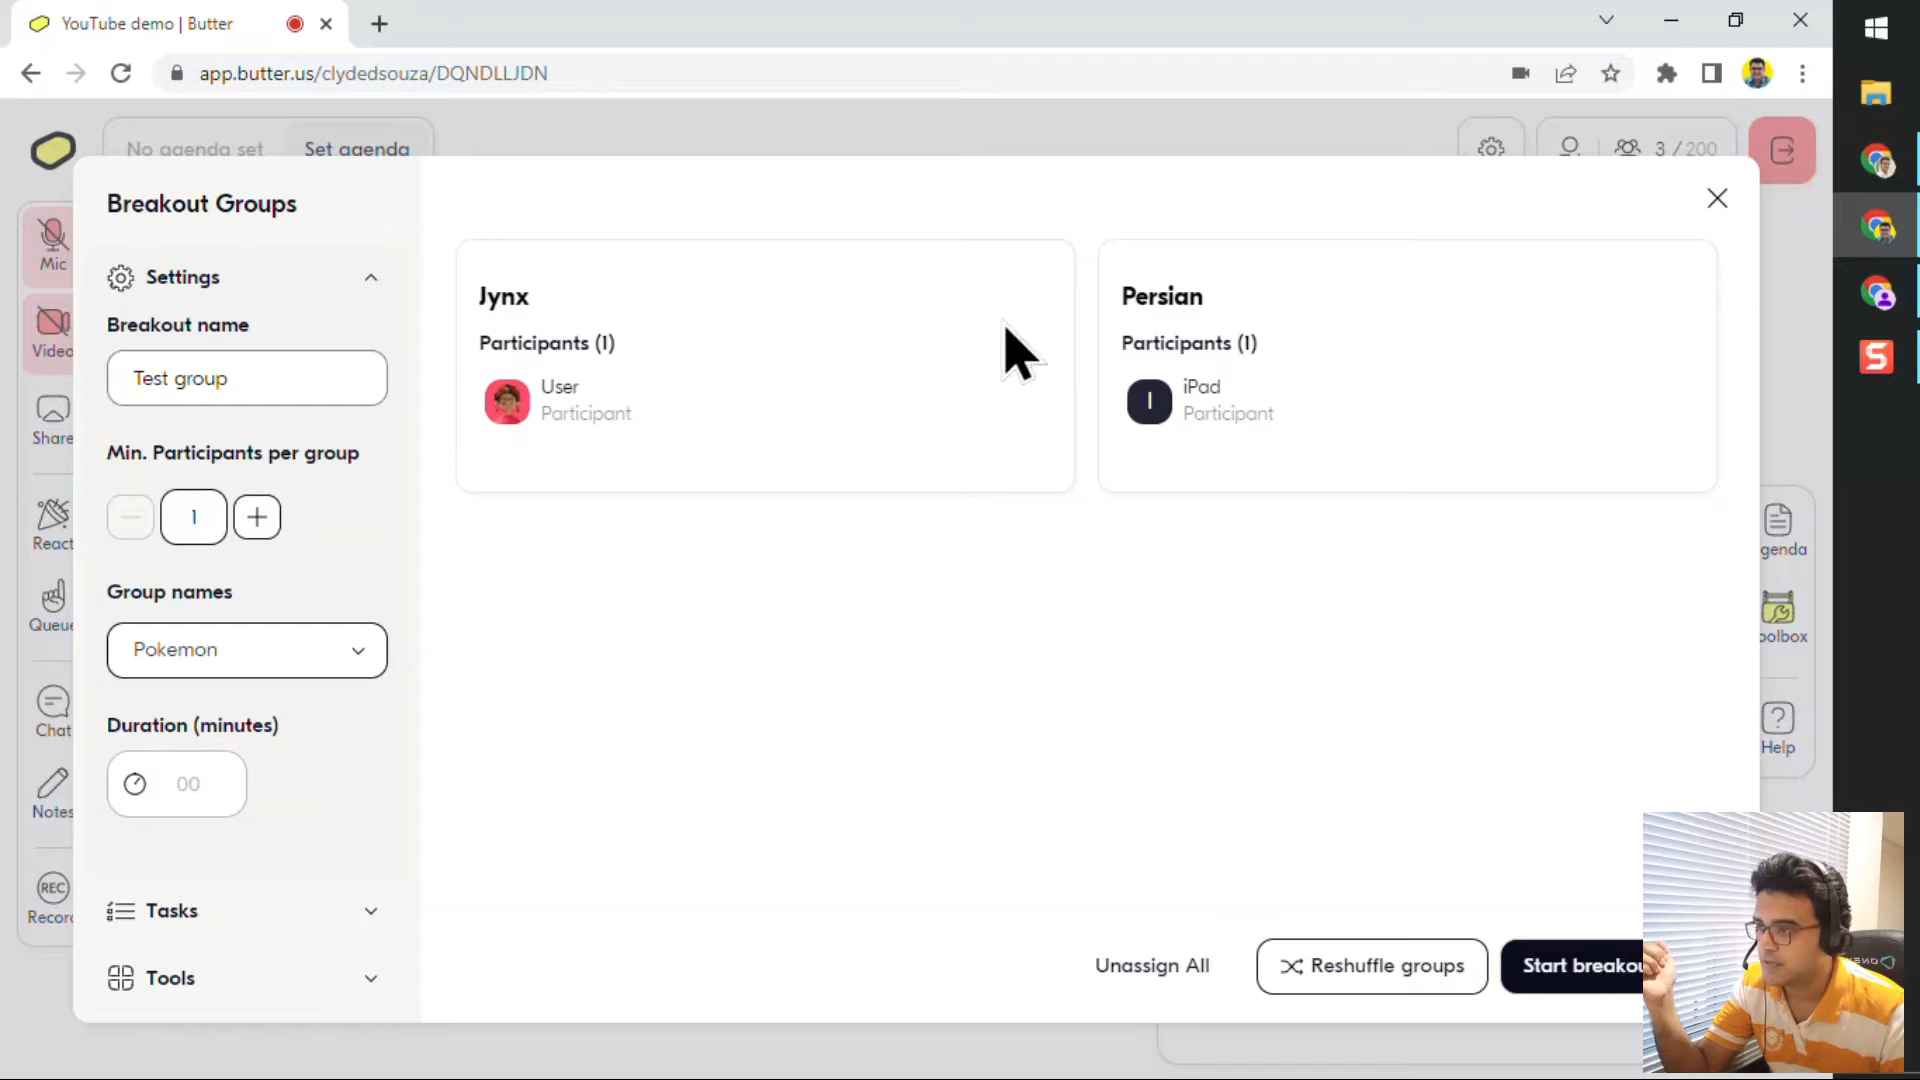 YouTube demo | Butter
app.butter.us/clydedsouza/DQNDLLJDN
No agenda set
Set agenda
3 / 200
Breakout Groups
Settings
Breakout name
Test group
Min. Participants per group
1
Group names
Pokemon
Duration (minutes)
00
Tasks
Tools
Jynx
Participants (1)
User
Participant
Persian
Participants (1)
I
iPad
Participant
Unassign All
Reshuffle groups
Start breakou
Mic
Video
Share
React
Queue
Chat
Notes
REC
Record
genda
oolbox
Help
S